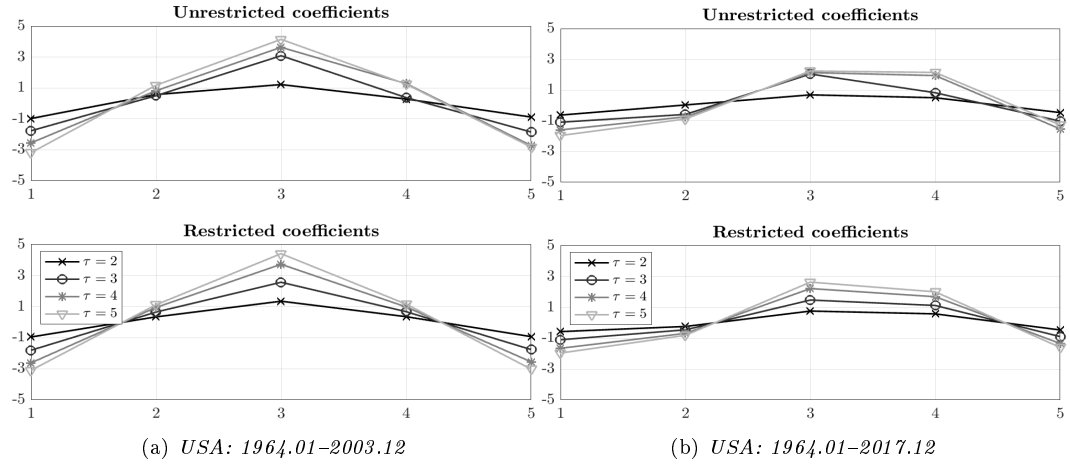 Unrestricted coefficients
5
3
1
-1
-3
-5
1 2 3 4 5
Restricted coefficients
5
3
1
-1
-3
-5
τ = 2
τ = 3
τ = 4
τ = 5
1 2 3 4 5
(a) USA: 1964.01–2003.12
Unrestricted coefficients
5
3
1
-1
-3
-5
1 2 3 4 5
Restricted coefficients
5
3
1
-1
-3
-5
τ = 2
τ = 3
τ = 4
τ = 5
1 2 3 4 5
(b) USA: 1964.01–2017.12